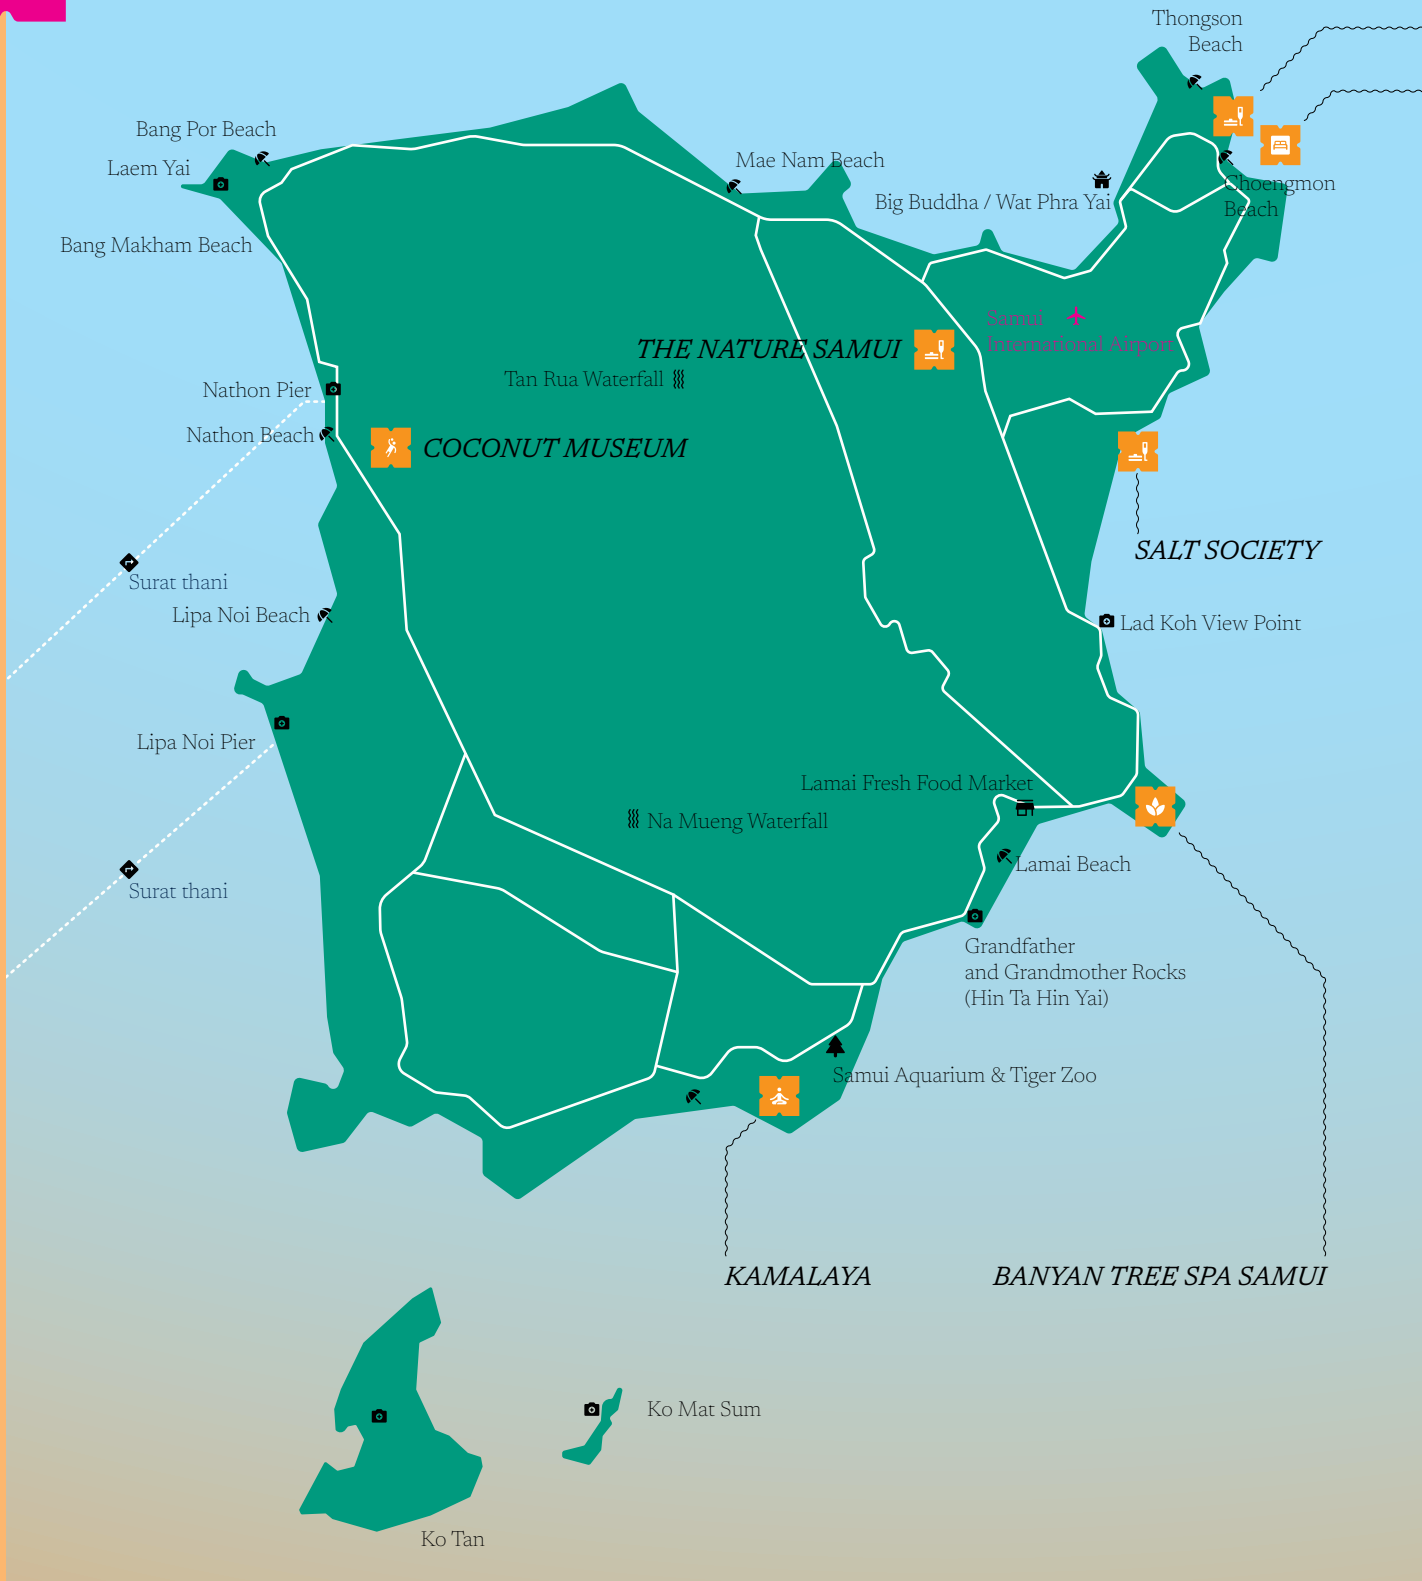 Thongson
Beach
Bang Por Beach
Laem Yai
Mae Nam Beach
Choengmon
Beach
Big Buddha / Wat Phra Yai
Bang Makham Beach
Samui
International Airport
THE NATURE SAMUI
Tan Rua Waterfall
Nathon Pier
Nathon Beach
COCONUT MUSEUM
SALT SOCIETY
Surat thani
Lipa Noi Beach
Lad Koh View Point
Lipa Noi Pier
Lamai Fresh Food Market
Na Mueng Waterfall
Lamai Beach
Surat thani
Grandfather
and Grandmother Rocks
(Hin Ta Hin Yai)
Samui Aquarium & Tiger Zoo
KAMALAYA
BANYAN TREE SPA SAMUI
Ko Mat Sum
Ko Tan